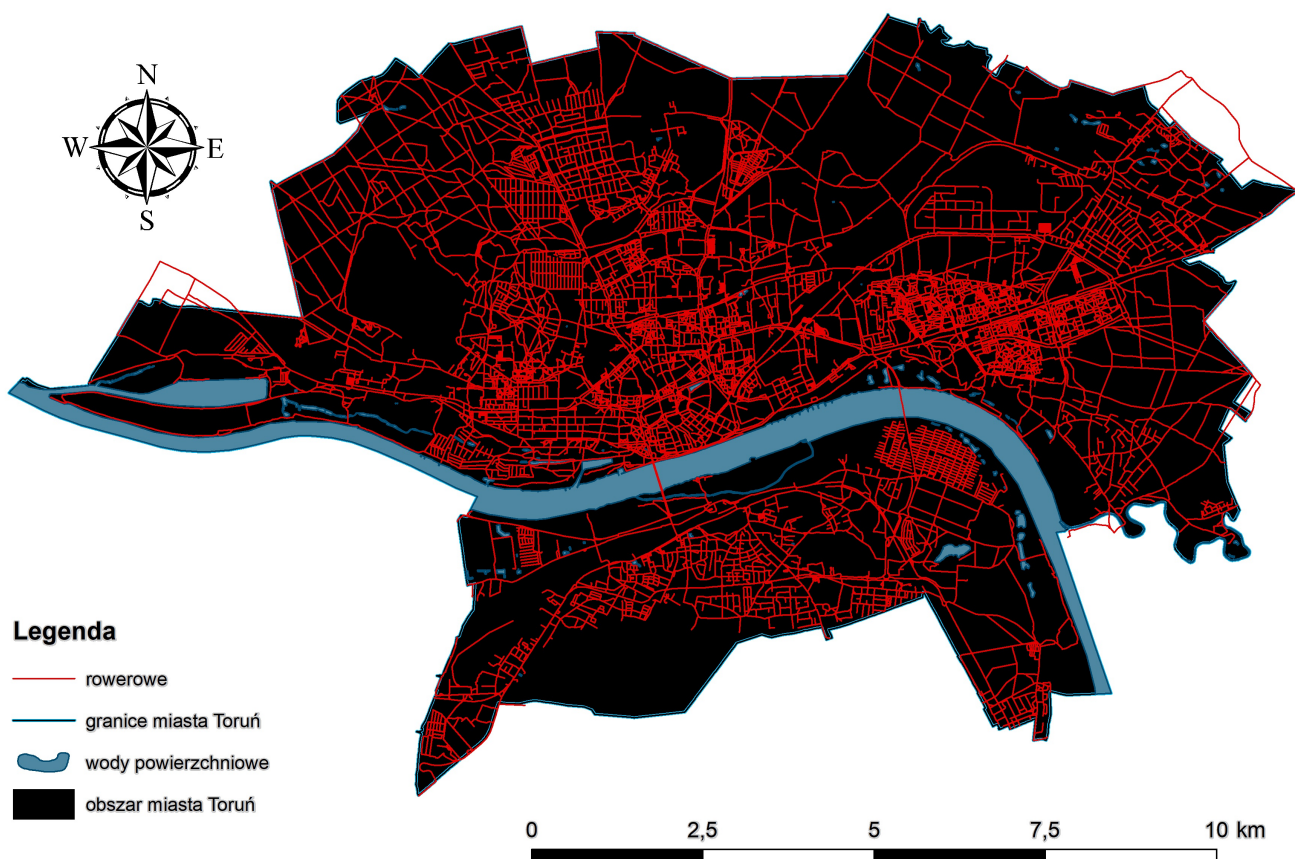 N
W
E
S
Legenda
rowerowe
granice miasta Toruń
wody powierzchniowe
obszar miasta Toruń
0 2,5 5 7,5 10 km